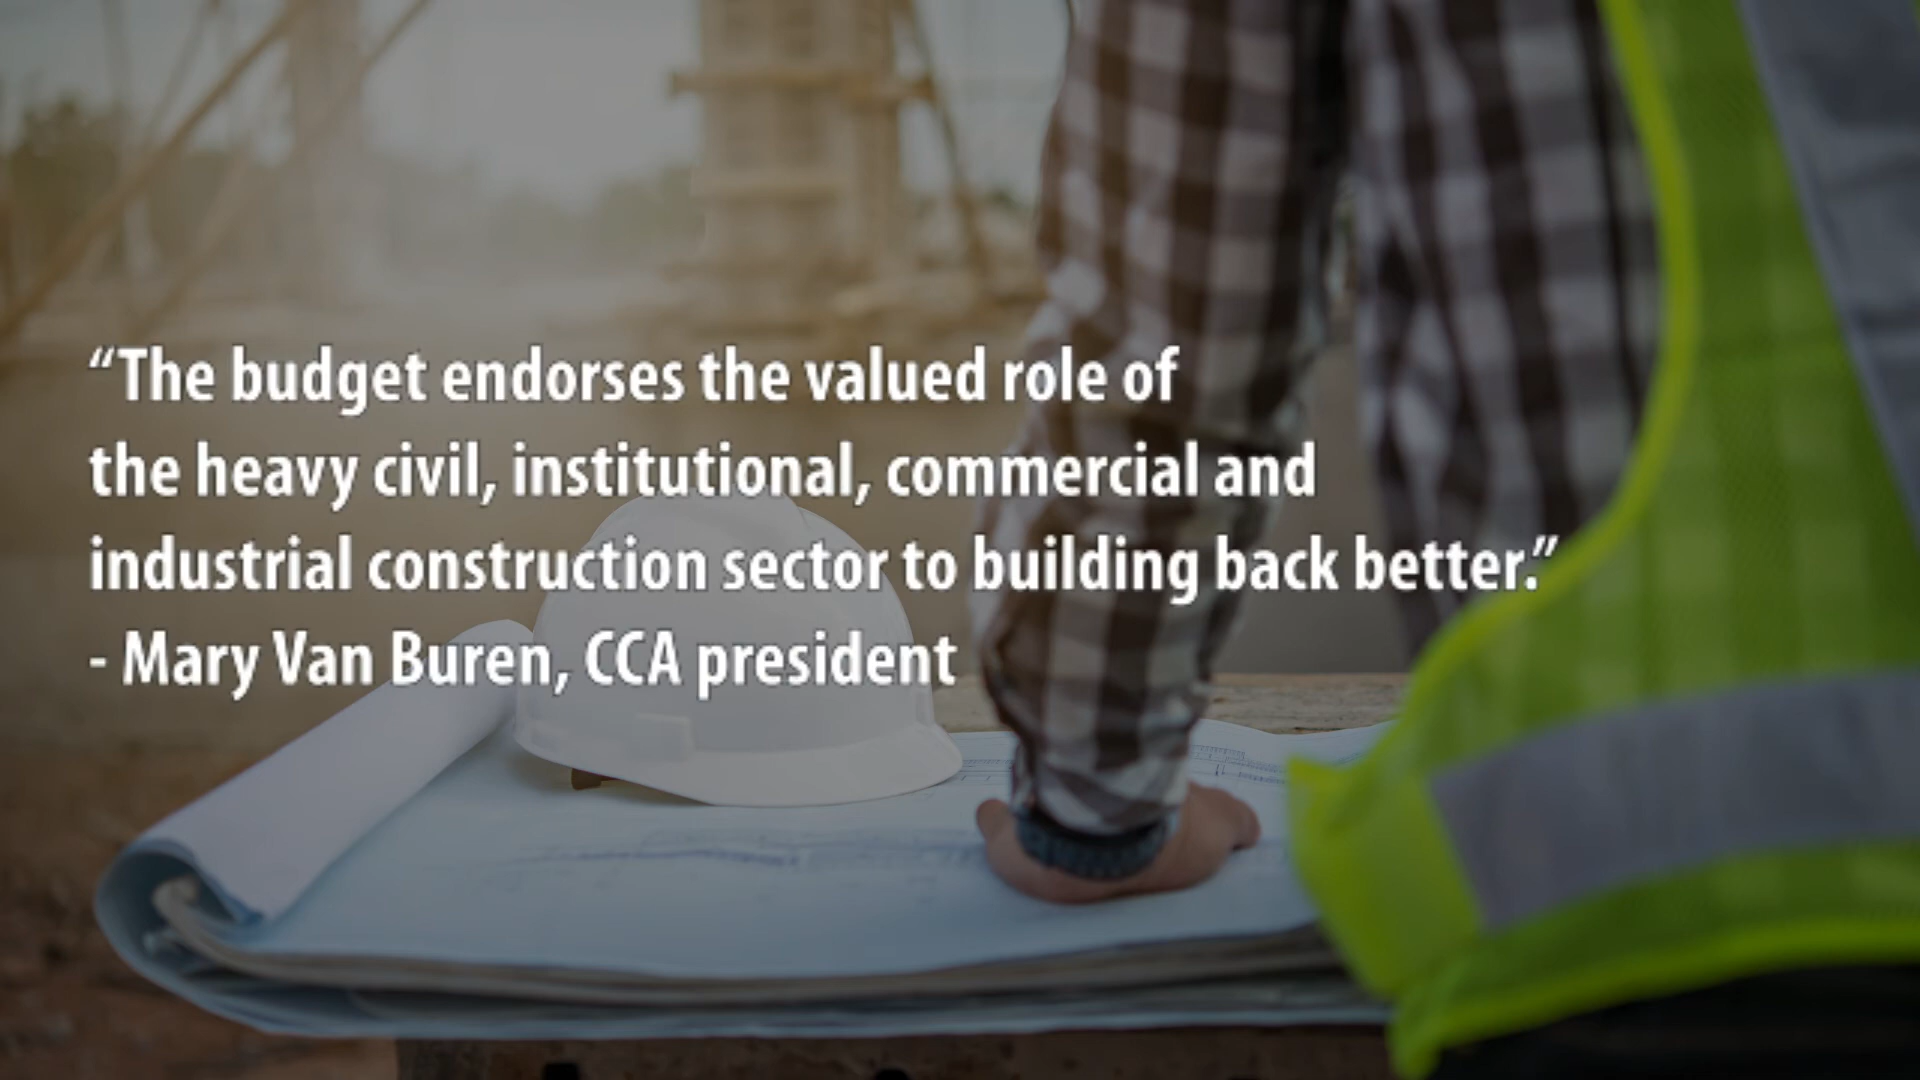 “The budget endorses the valued role of
the heavy civil, institutional, commercial and
industrial construction sector to building back better.”
- Mary Van Buren, CCA president